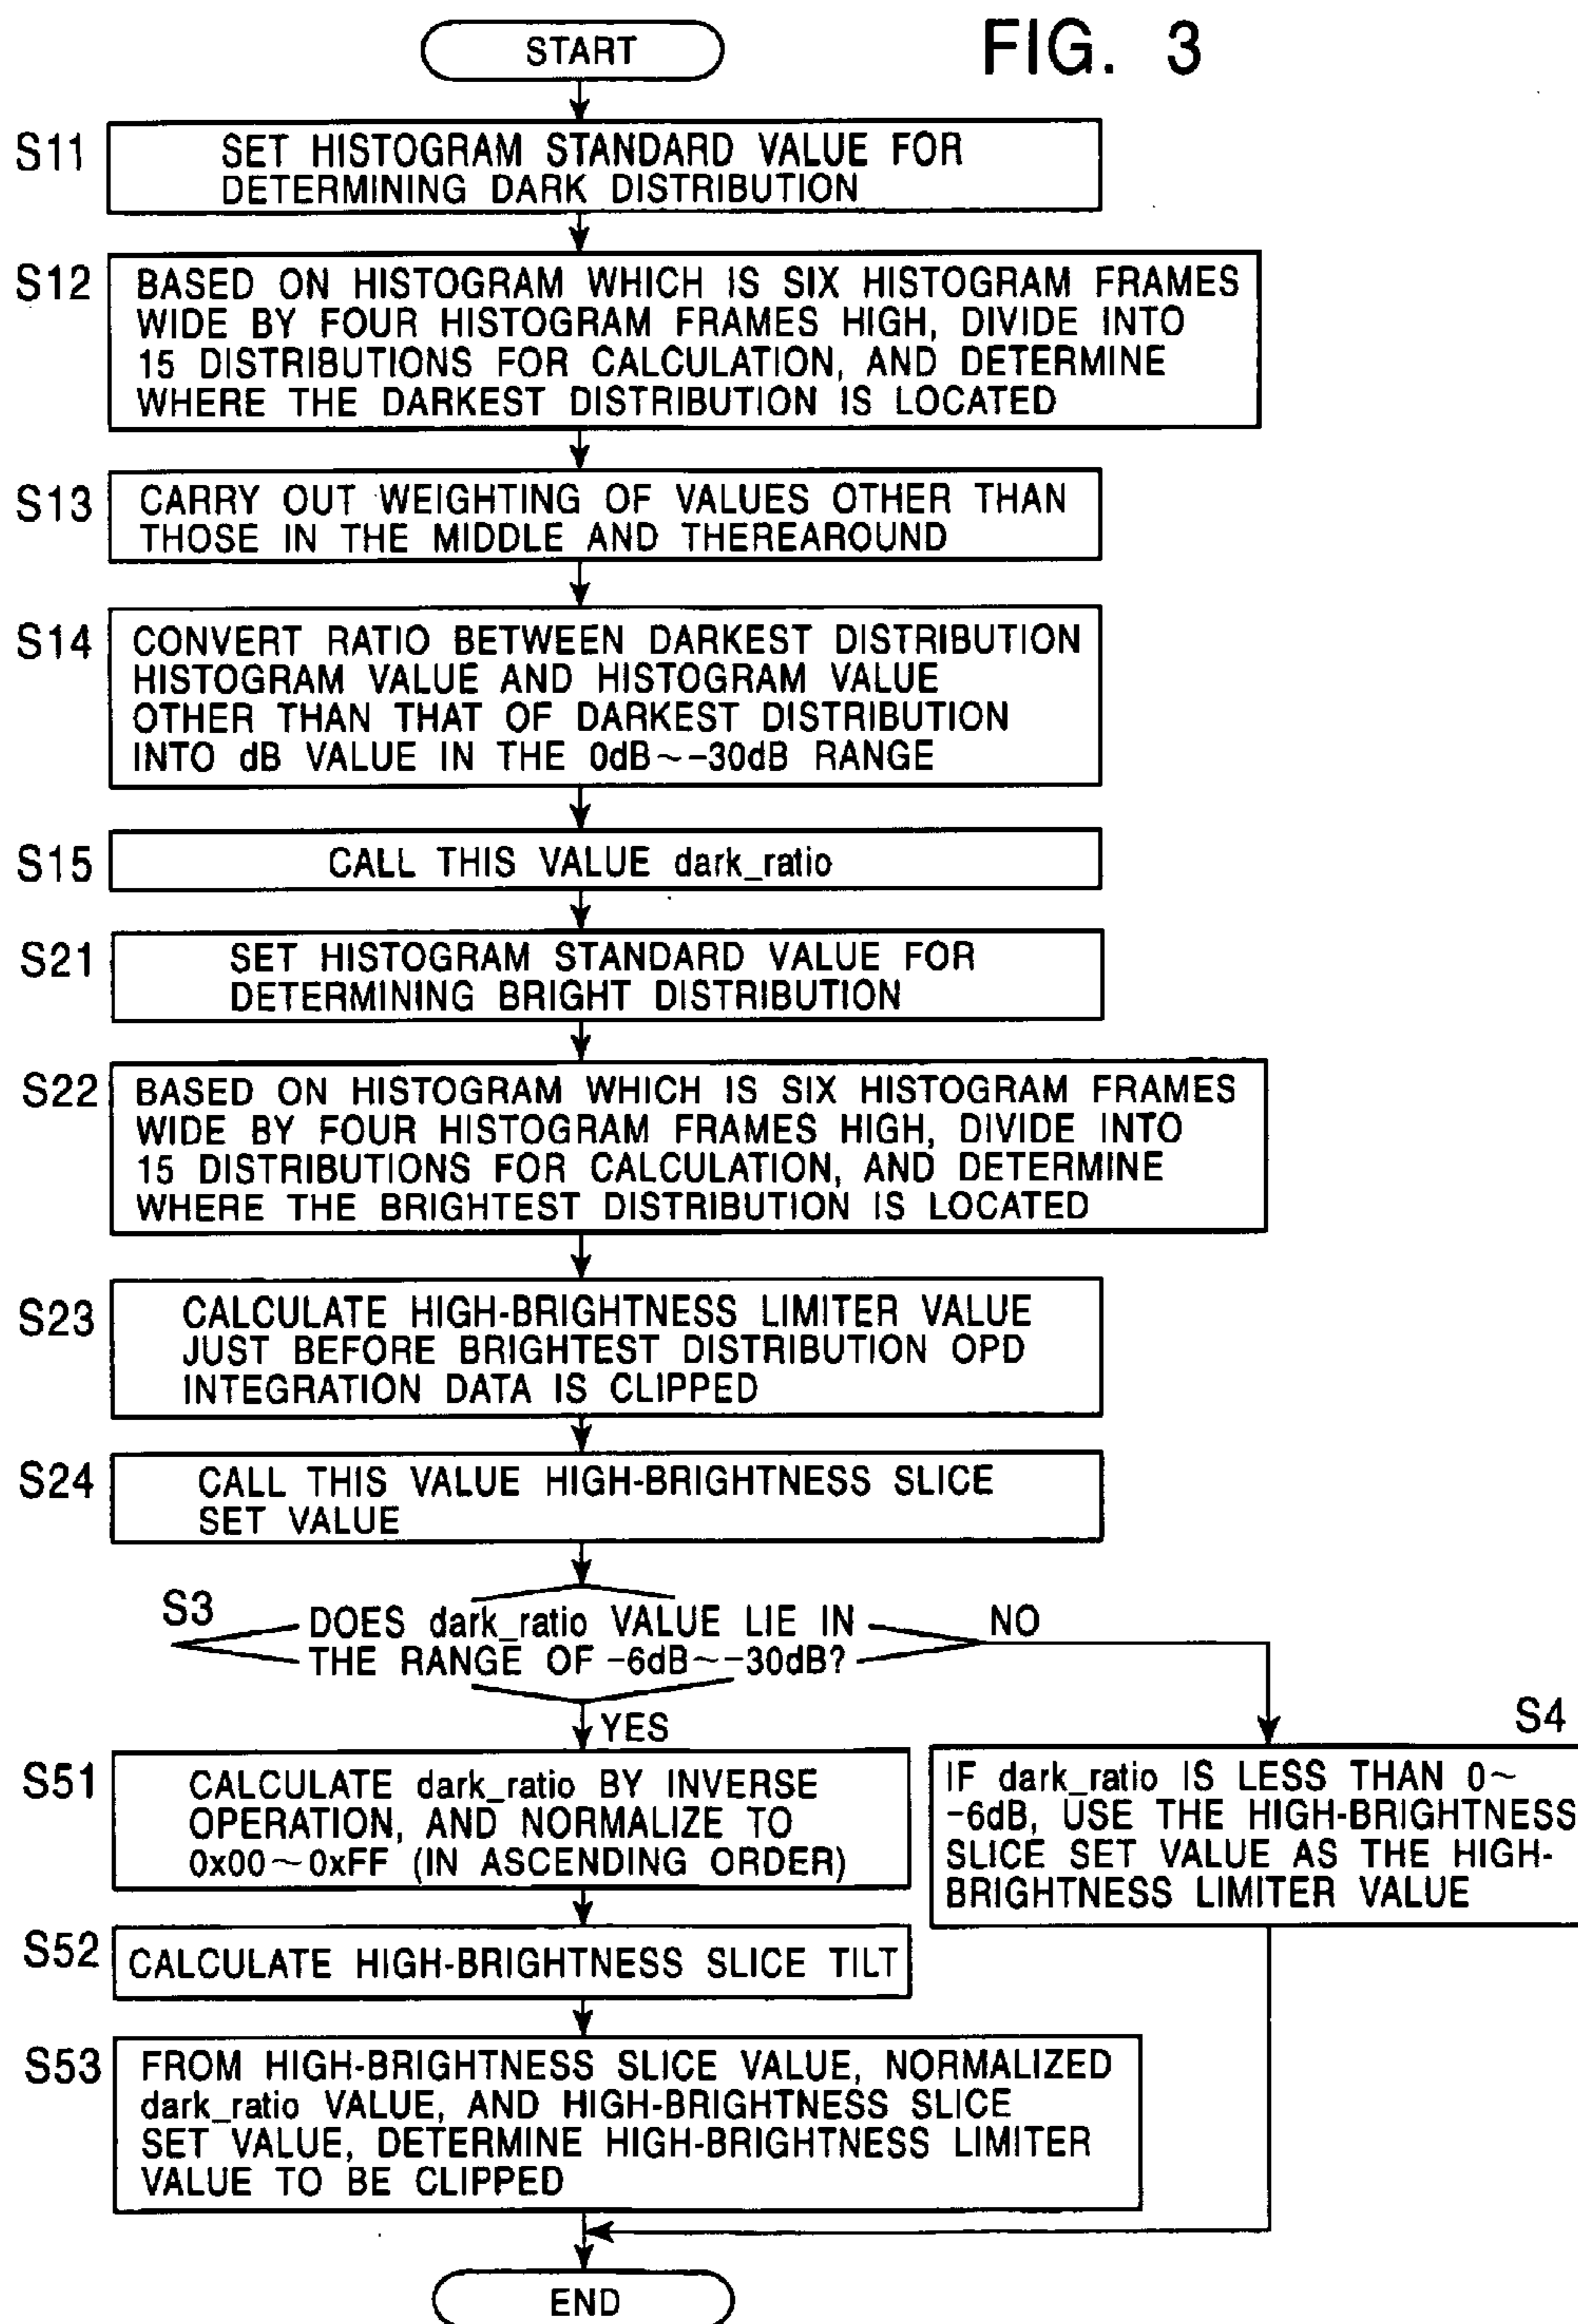 FIG. 3
START
S11
SET HISTOGRAM STANDARD VALUE FOR
DETERMINING DARK DISTRIBUTION
S12
BASED ON HISTOGRAM WHICH IS SIX HISTOGRAM FRAMES
WIDE BY FOUR HISTOGRAM FRAMES HIGH, DIVIDE INTO
15 DISTRIBUTIONS FOR CALCULATION, AND DETERMINE
WHERE THE DARKEST DISTRIBUTION IS LOCATED
S13
CARRY OUT WEIGHTING OF VALUES OTHER THAN
THOSE IN THE MIDDLE AND THEREAROUND
S14
CONVERT RATIO BETWEEN DARKEST DISTRIBUTION
HISTOGRAM VALUE AND HISTOGRAM VALUE
OTHER THAN THAT OF DARKEST DISTRIBUTION
INTO dB VALUE IN THE 0dB~-30dB RANGE
S15
CALL THIS VALUE dark_ratio
S21
SET HISTOGRAM STANDARD VALUE FOR
DETERMINING BRIGHT DISTRIBUTION
S22
BASED ON HISTOGRAM WHICH IS SIX HISTOGRAM FRAMES
WIDE BY FOUR HISTOGRAM FRAMES HIGH, DIVIDE INTO
15 DISTRIBUTIONS FOR CALCULATION, AND DETERMINE
WHERE THE BRIGHTEST DISTRIBUTION IS LOCATED
S23
CALCULATE HIGH-BRIGHTNESS LIMITER VALUE
JUST BEFORE BRIGHTEST DISTRIBUTION OPD
INTEGRATION DATA IS CLIPPED
S24
CALL THIS VALUE HIGH-BRIGHTNESS SLICE
SET VALUE
S3
DOES dark_ratio VALUE LIE IN
THE RANGE OF -6dB~-30dB?
NO
YES
S4
IF dark_ratio IS LESS THAN 0~
-6dB, USE THE HIGH-BRIGHTNESS
SLICE SET VALUE AS THE HIGH-
BRIGHTNESS LIMITER VALUE
S51
CALCULATE dark_ratio BY INVERSE
OPERATION, AND NORMALIZE TO
0x00~0xFF (IN ASCENDING ORDER)
S52
CALCULATE HIGH-BRIGHTNESS SLICE TILT
S53
FROM HIGH-BRIGHTNESS SLICE VALUE, NORMALIZED
dark_ratio VALUE, AND HIGH-BRIGHTNESS SLICE
SET VALUE, DETERMINE HIGH-BRIGHTNESS LIMITER
VALUE TO BE CLIPPED
END